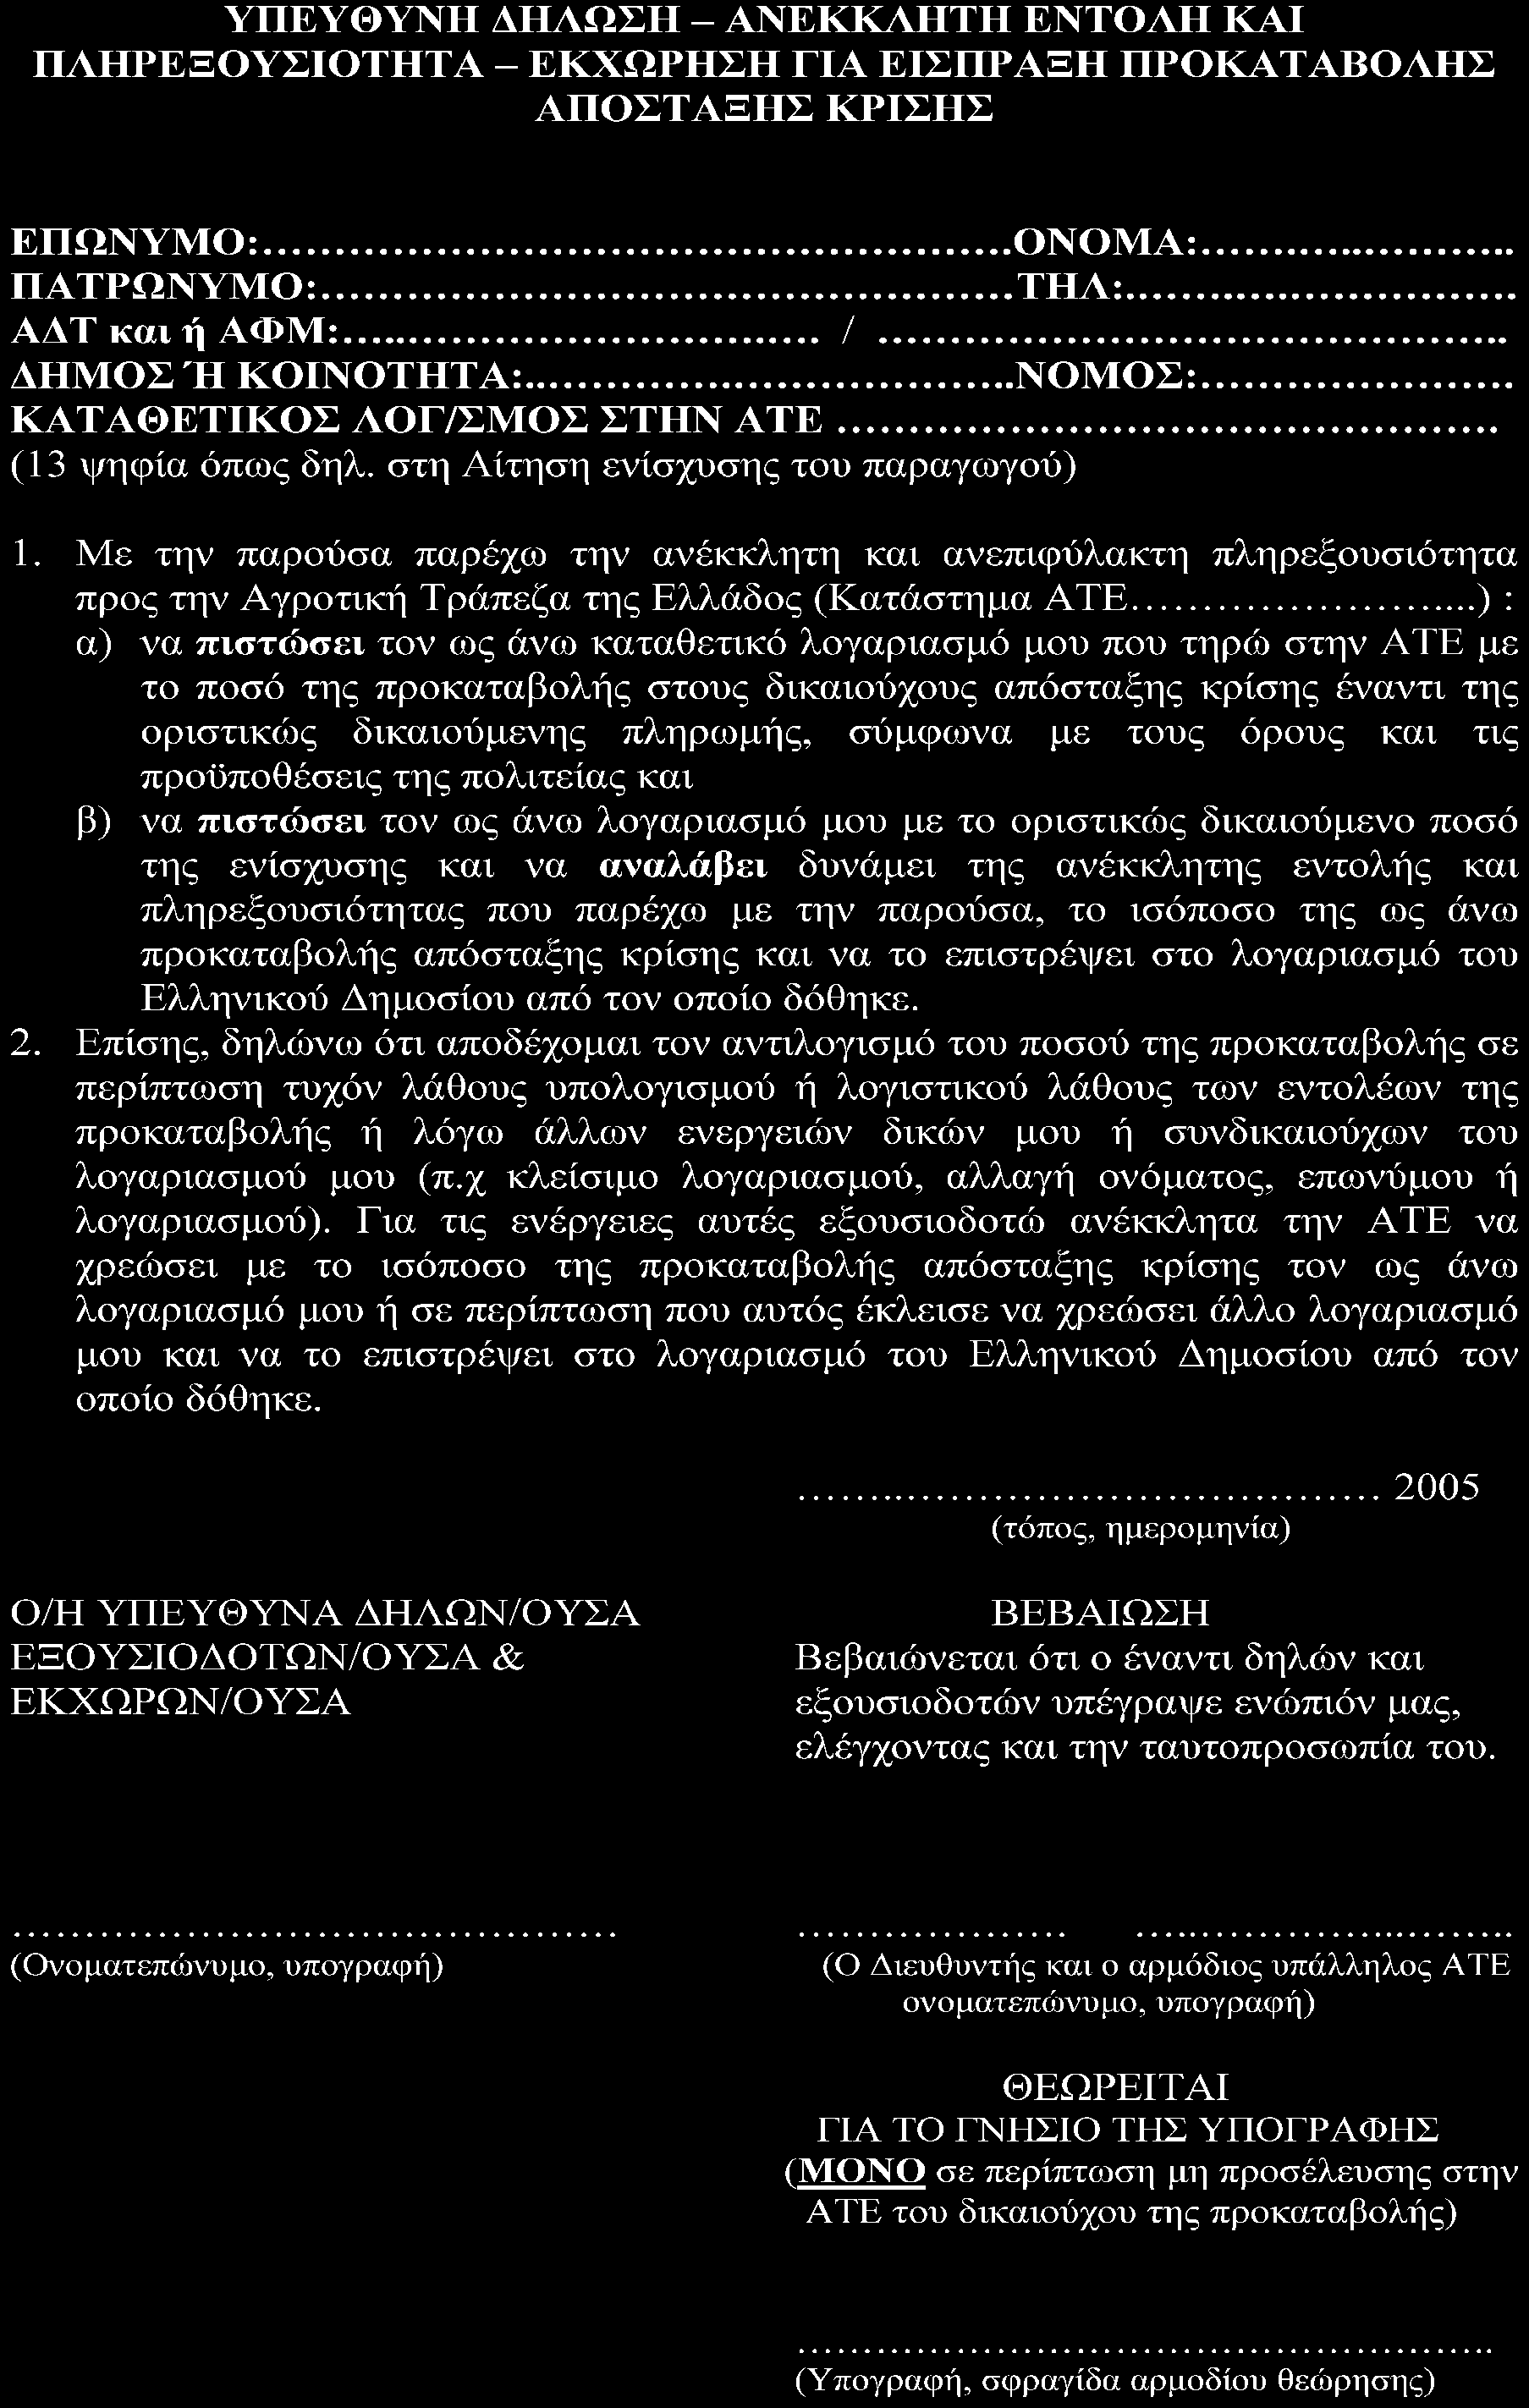 ΥΠΕΥΘΥΝΗ ΔΗΛΩΣΗ – ΑΝΕΚΚΛΗΤΗ ΕΝΤΟΛΗ ΚΑΙ
ΠΛΗΡΕΞΟΥΣΙΟΤΗΤΑ – ΕΚΧΩΡΗΣΗ ΓΙΑ ΕΙΣΠΡΑΞΗ ΠΡΟΚΑΤΑΒΟΛΗΣ
ΑΠΟΣΤΑΞΗΣ ΚΡΙΣΗΣ
ΕΠΩΝΥΜΟ:......................................................ΟΝΟΜΑ:........................
ΠΑΤΡΩΝΥΜΟ:..................................................ΤΗΛ:..............................
ΑΔΤ και ή ΑΦΜ:.................................... / ..............................................
ΔΗΜΟΣ Ή ΚΟΙΝΟΤΗΤΑ:...................................ΝΟΜΟΣ:........................
ΚΑΤΑΘΕΤΙΚΟΣ ΛΟΓ/ΣΜΟΣ ΣΤΗΝ ΑΤΕ ................................................
(13 ψηφία όπως δηλ. στη Αίτηση ενίσχυσης του παραγωγού)
1. Με την παρούσα παρέχω την ανέκκλητη και ανεπιφύλακτη πληρεξουσιότητα
προς την Αγροτική Τράπεζα της Ελλάδος (Κατάστημα ΑΤΕ..........................) :
α) να πιστώσει τον ως άνω καταθετικό λογαριασμό μου που τηρώ στην ΑΤΕ με
το ποσό της προκαταβολής στους δικαιούχους απόσταξης κρίσης έναντι της
οριστικώς δικαιούμενης πληρωμής, σύμφωνα με τους όρους και τις
προϋποθέσεις της πολιτείας και
β) να πιστώσει τον ως άνω λογαριασμό μου με το οριστικώς δικαιούμενο ποσό
της ενίσχυσης και να αναλάβει δυνάμει της ανέκκλητης εντολής και
πληρεξουσιότητας που παρέχω με την παρούσα, το ισόποσο της ως άνω
προκαταβολής απόσταξης κρίσης και να το επιστρέψει στο λογαριασμό του
Ελληνικού Δημοσίου από τον οποίο δόθηκε.
2. Επίσης, δηλώνω ότι αποδέχομαι τον αντιλογισμό του ποσού της προκαταβολής σε
περίπτωση τυχόν λάθους υπολογισμού ή λογιστικού λάθους των εντολέων της
προκαταβολής ή λόγω άλλων ενεργειών δικών μου ή συνδικαιούχων του
λογαριασμού μου (π.χ κλείσιμο λογαριασμού, αλλαγή ονόματος, επωνύμου ή
λογαριασμού). Για τις ενέργειες αυτές εξουσιοδοτώ ανέκκλητα την ΑΤΕ να
χρεώσει με το ισόποσο της προκαταβολής απόσταξης κρίσης τον ως άνω
λογαριασμό μου ή σε περίπτωση που αυτός έκλεισε να χρεώσει άλλο λογαριασμό
μου και να το επιστρέψει στο λογαριασμό του Ελληνικού Δημοσίου από τον
οποίο δόθηκε.
.......................................... 2005
(τόπος, ημερομηνία)
Ο/Η ΥΠΕΥΘΥΝΑ ΔΗΛΩΝ/ΟΥΣΑ
ΕΞΟΥΣΙΟΔΟΤΩΝ/ΟΥΣΑ &
ΕΚΧΩΡΩΝ/ΟΥΣΑ
ΒΕΒΑΙΩΣΗ
Βεβαιώνεται ότι ο έναντι δηλών και
εξουσιοδοτών υπέγραψε ενώπιόν μας,
ελέγχοντας και την ταυτοπροσωπία του.
..........................................
(Ονοματεπώνυμο, υπογραφή)
................... ...........................
(Ο Διευθυντής και ο αρμόδιος υπάλληλος ΑΤΕ
ονοματεπώνυμο, υπογραφή)
ΘΕΩΡΕΙΤΑΙ
ΓΙΑ ΤΟ ΓΝΗΣΙΟ ΤΗΣ ΥΠΟΓΡΑΦΗΣ
(ΜΟΝΟ σε περίπτωση μη προσέλευσης στην
ΑΤΕ του δικαιούχου της προκαταβολής)
..................................................
(Υπογραφή, σφραγίδα αρμοδίου θεώρησης)